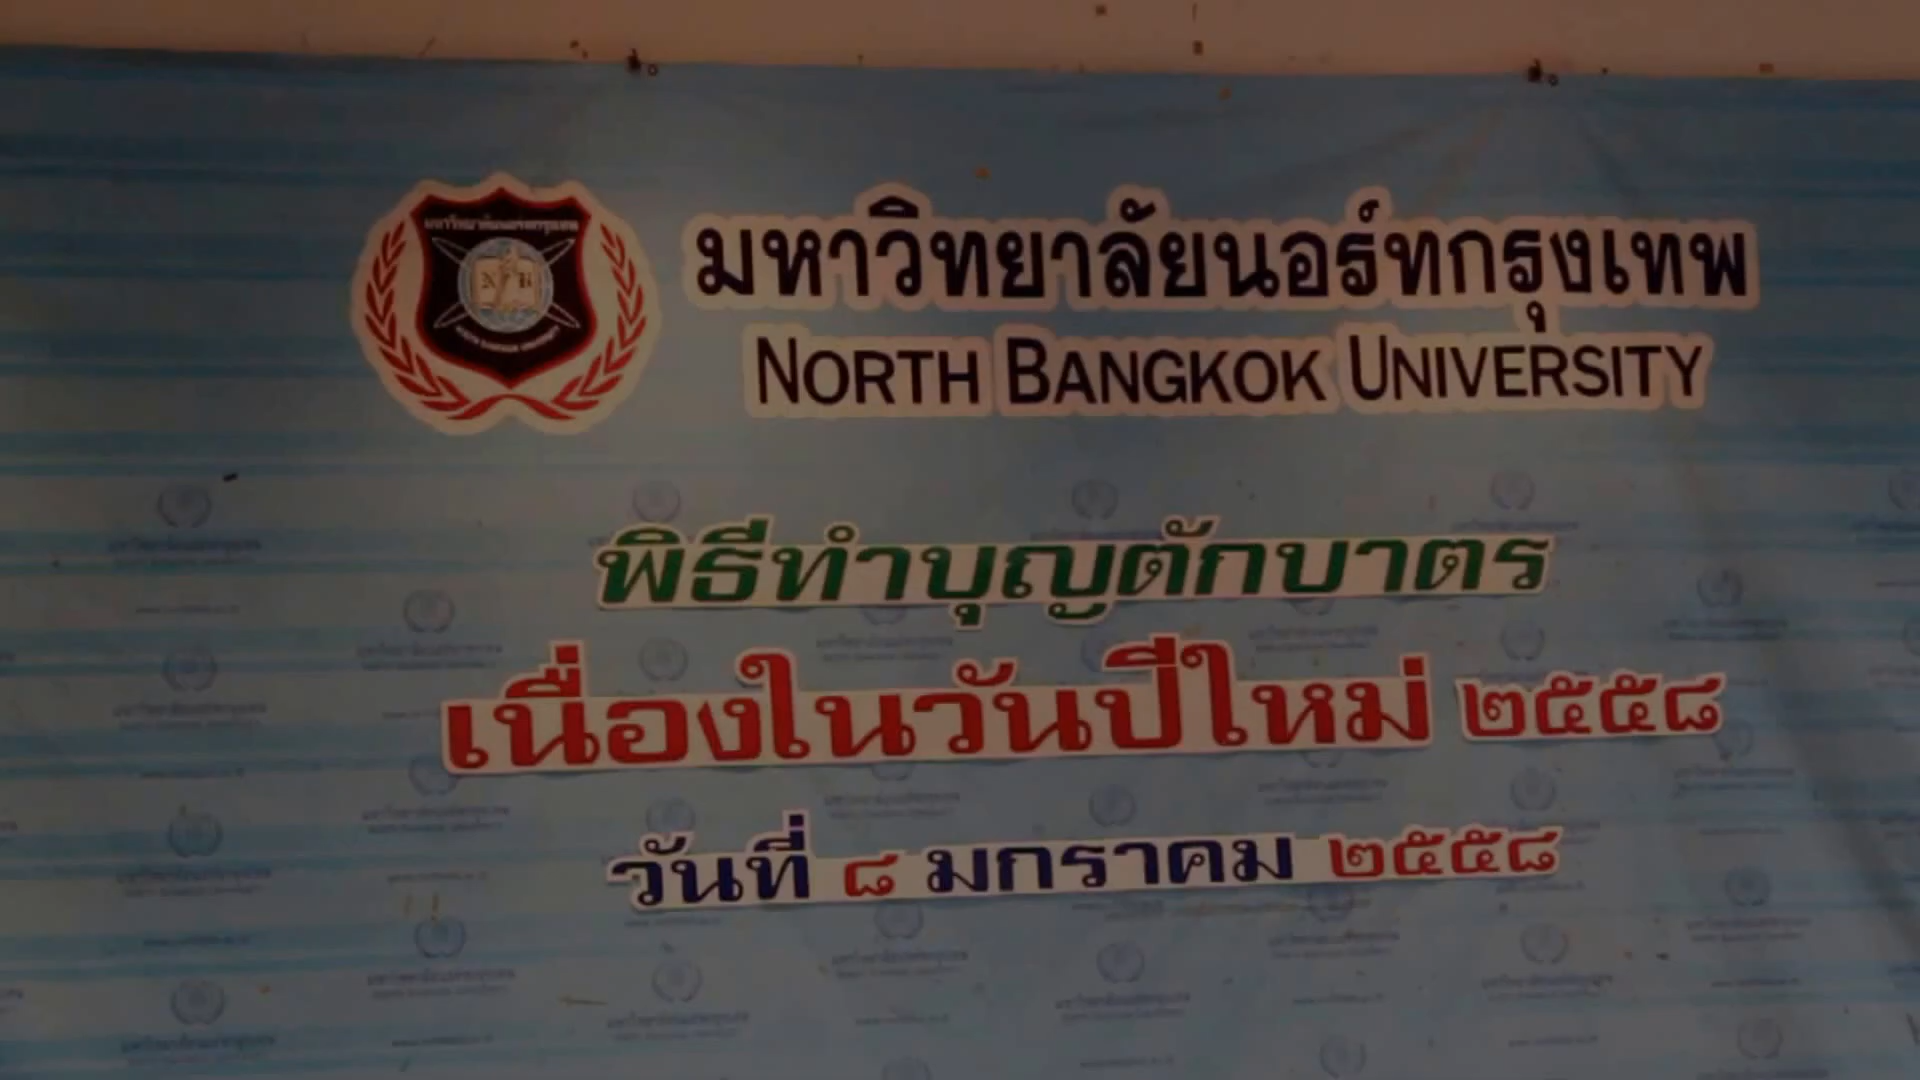 มหาวิทยาลัยนอร์ทกรุงเทพ
NORTH BANGKOK UNIVERSITY
พิธีทำบุญตักบาตร
เนื่องในวันปีใหม่ ๒๕๕๘
วันที่ ๘ มกราคม ๒๕๕๘